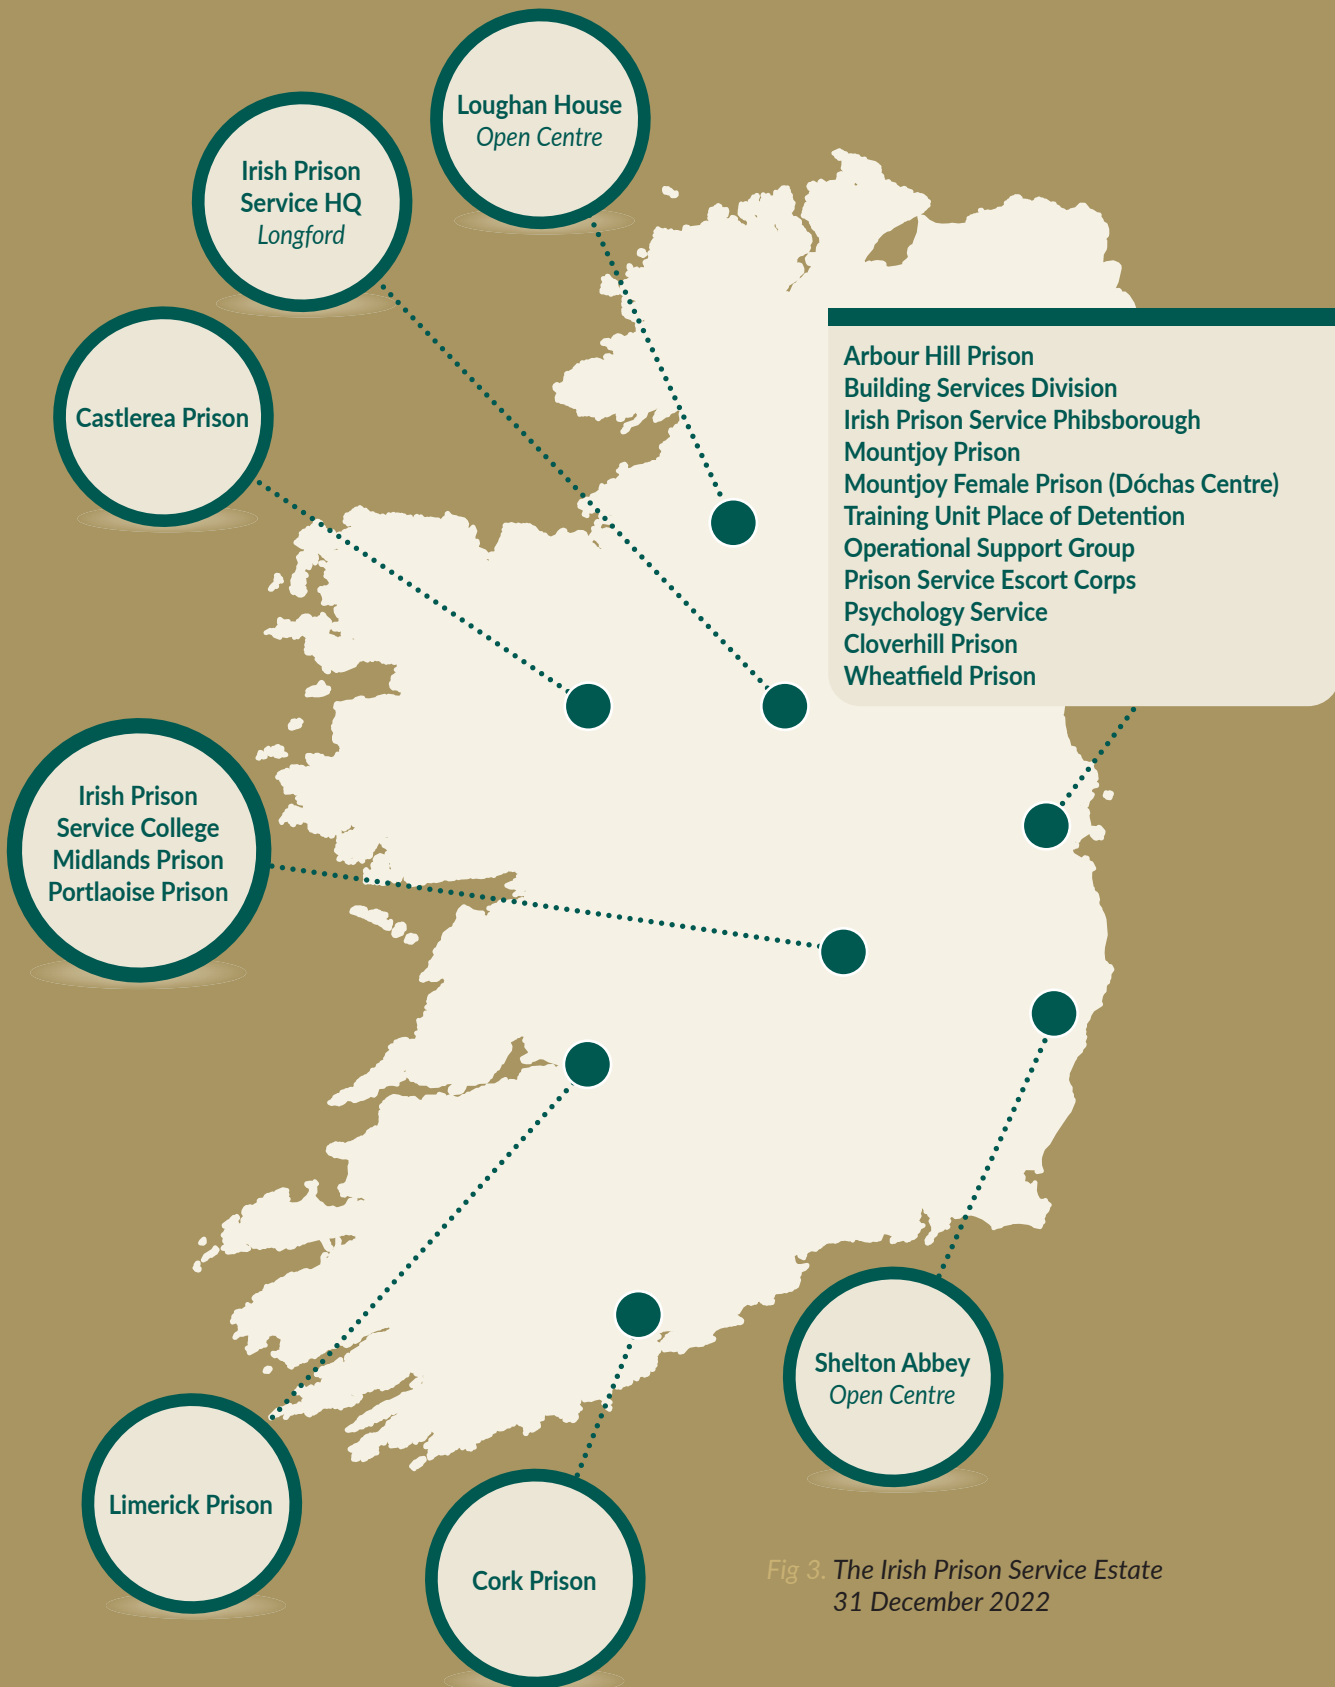 Loughan House
Open Centre
Irish Prison
Service HQ
Longford
Castlerea Prison
Arbour Hill Prison
Building Services Division
Irish Prison Service Phibsborough
Mountjoy Prison
Mountjoy Female Prison (Dóchas Centre)
Training Unit Place of Detention
Operational Support Group
Prison Service Escort Corps
Psychology Service
Cloverhill Prison
Wheatfield Prison
Irish Prison
Service College
Midlands Prison
Portlaoise Prison
Shelton Abbey
Open Centre
Limerick Prison
Cork Prison
Fig 3. The Irish Prison Service Estate
31 December 2022